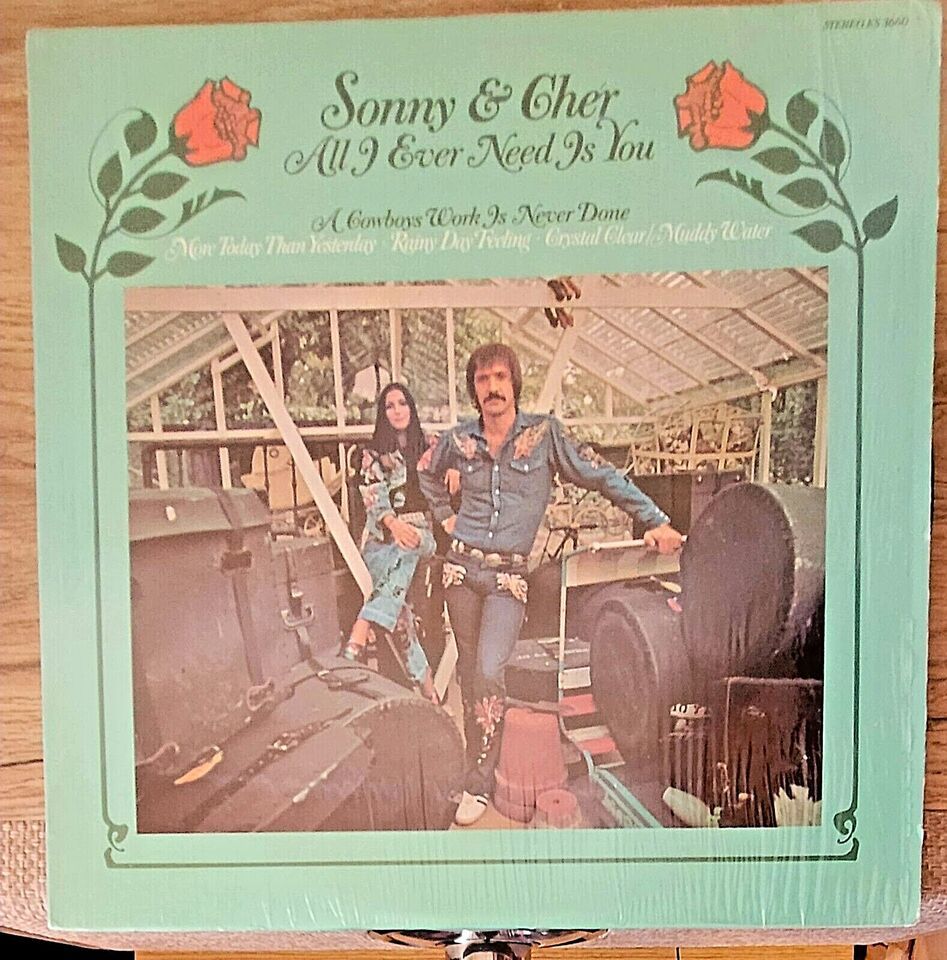 STEREO KS 3660
Sonny & Cher
All I Ever Need Is You
A Cowboys Work Is Never Done
More Today Than Yesterday · Rainy Day Feeling · Crystal Clear/Muddy Water